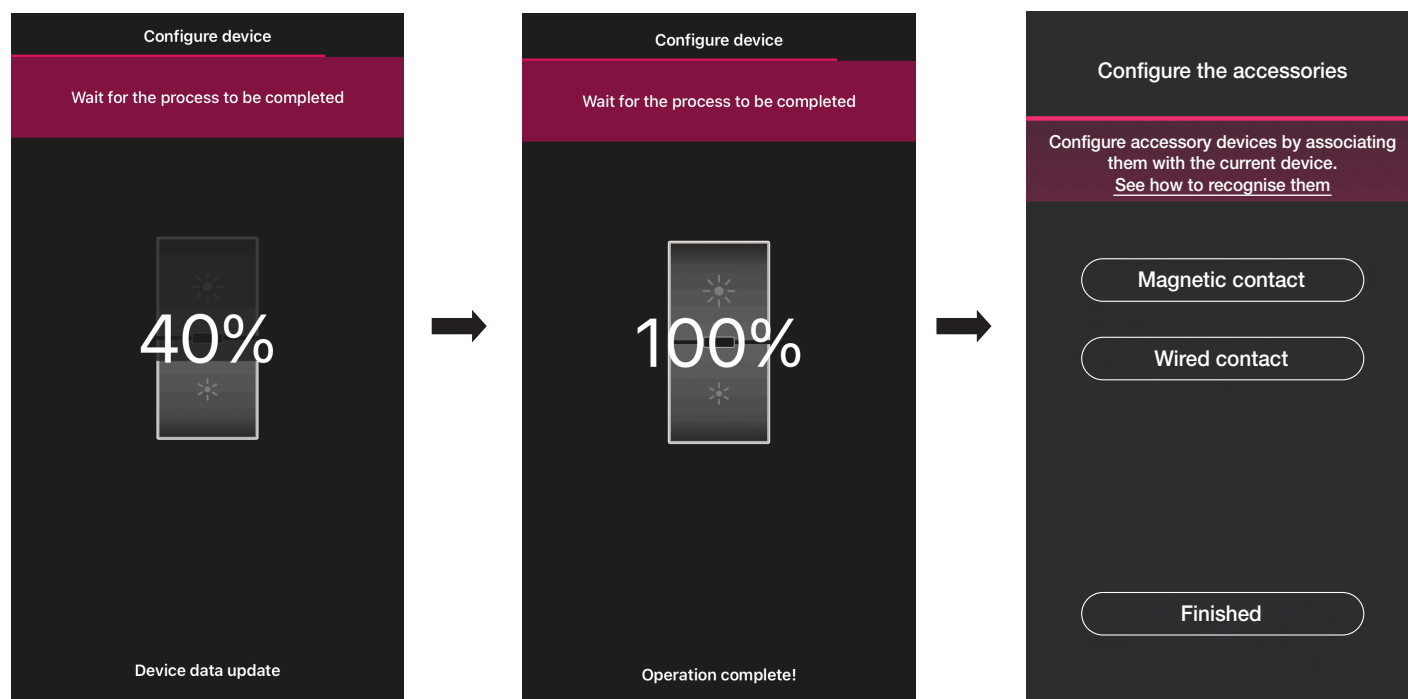 Configure device
Wait for the process to be completed
40%
Device data update
Configure device
Wait for the process to be completed
100%
Operation complete!
Configure the accessories
Configure accessory devices by associating
them with the current device.
See how to recognise them
Magnetic contact
Wired contact
Finished